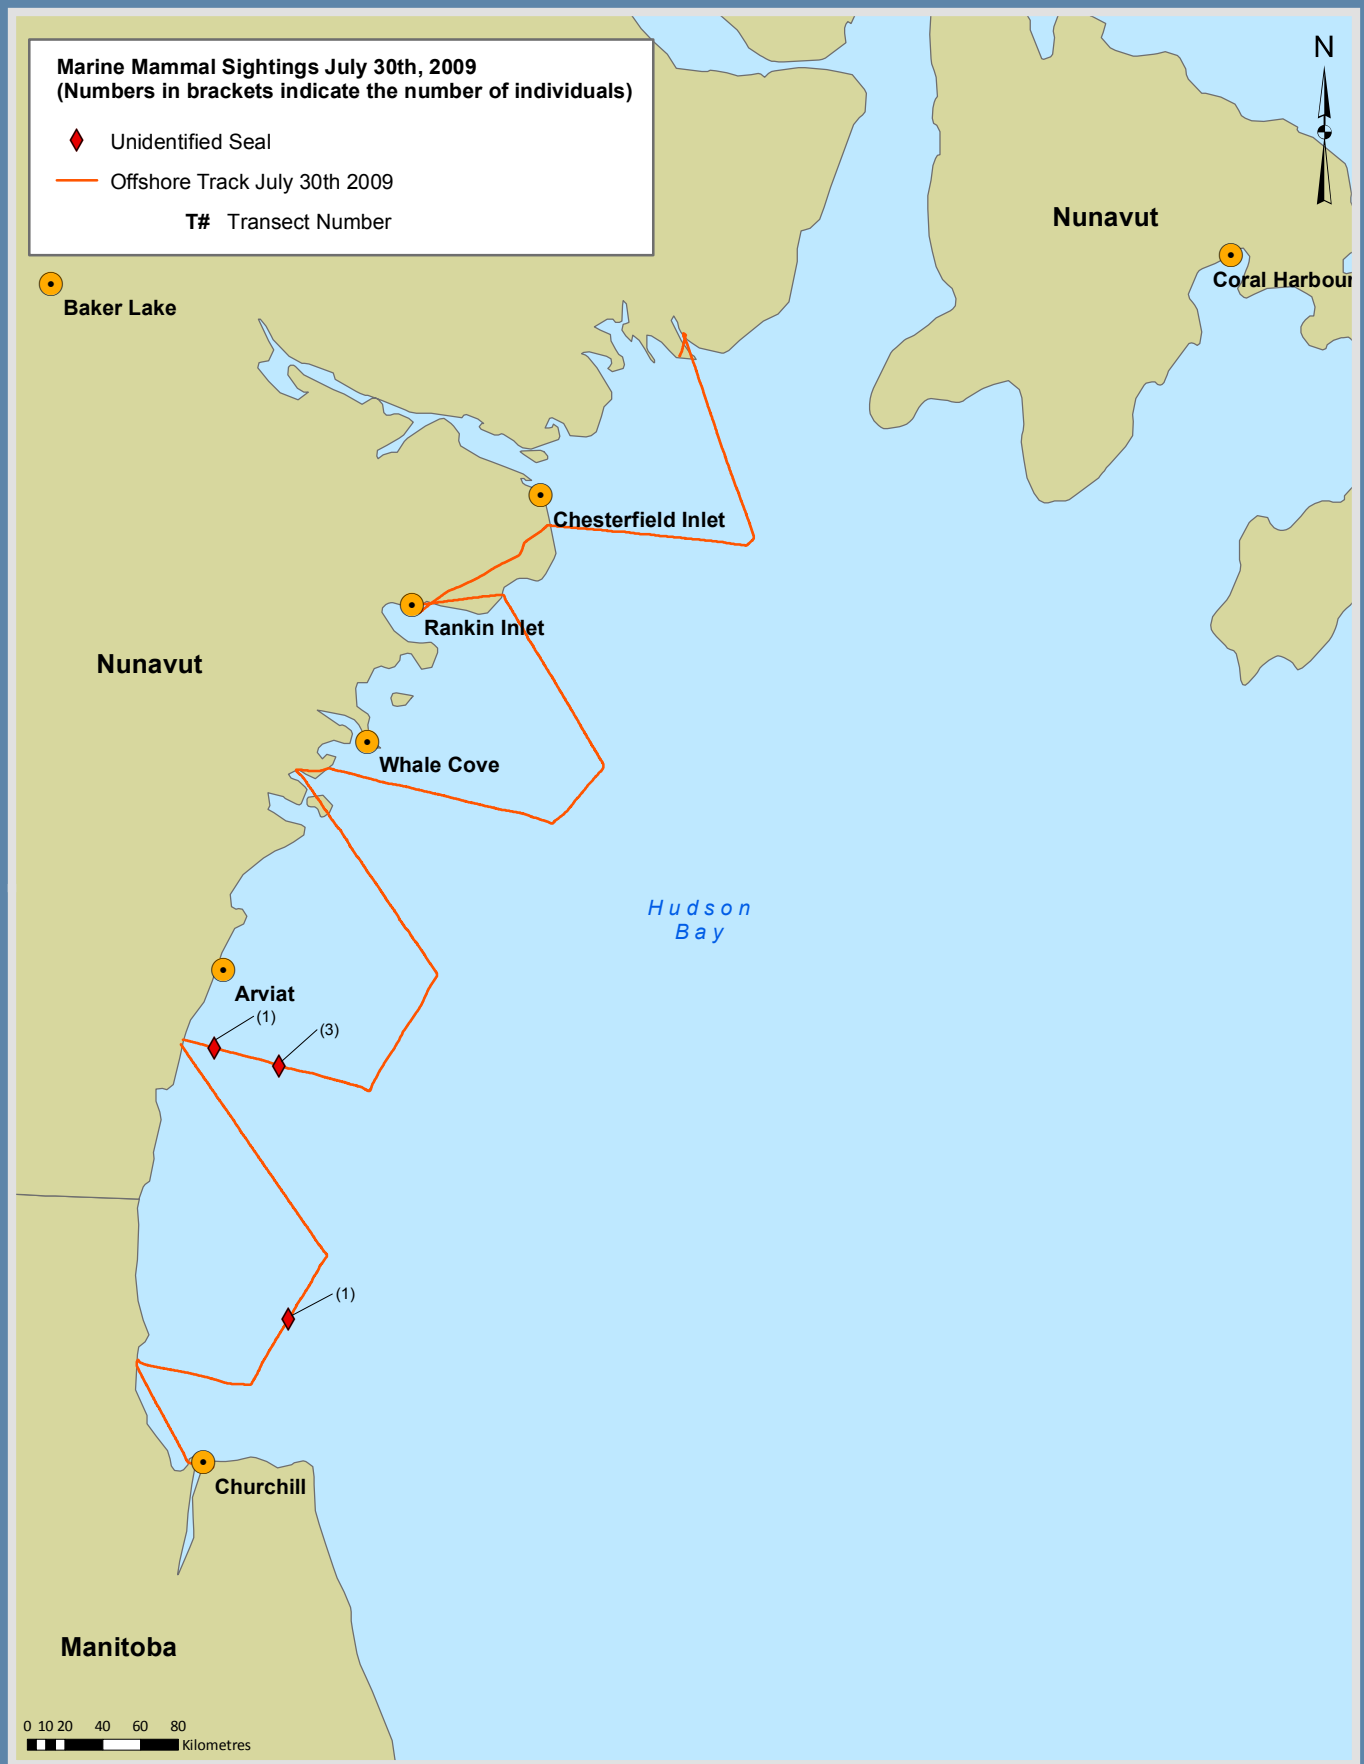 Marine Mammal Sightings July 30th, 2009
(Numbers in brackets indicate the number of individuals)
Unidentified Seal
Offshore Track July 30th 2009
T# Transect Number
N
Nunavut
Coral Harbour
Baker Lake
Chesterfield Inlet
Rankin Inlet
Nunavut
Whale Cove
Hudson
Bay
Arviat
(1)
(3)
(1)
Churchill
Manitoba
0 10 20 40 60 80
Kilometres